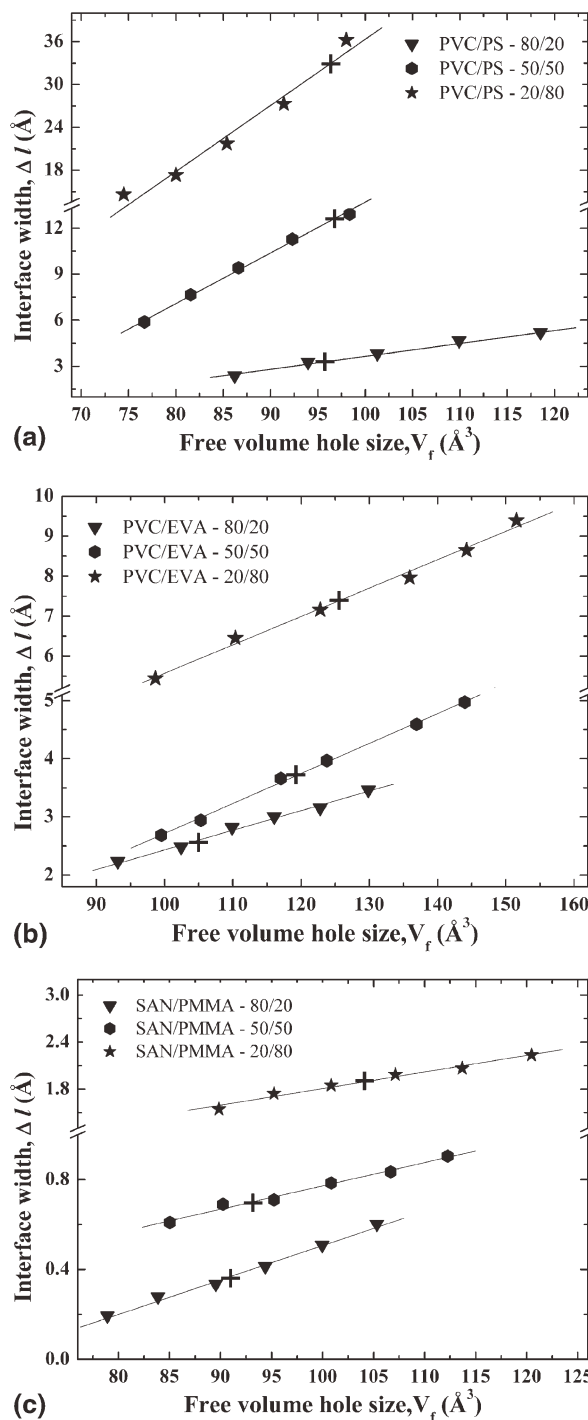 36
30
24
18
12
9
6
3
Interface width, Δ l (Å)
PVC/PS - 80/20
PVC/PS - 50/50
PVC/PS - 20/80
70 75 80 85 90 95 100 105 110 115 120
(a)
Free volume hole size,V_f (Å³)
10
9
8
7
6
5
4
3
2
Interface width, Δ l (Å)
PVC/EVA - 80/20
PVC/EVA - 50/50
PVC/EVA - 20/80
90 100 110 120 130 140 150 160
(b)
Free volume hole size,V_f (Å³)
3.0
2.4
1.8
0.8
0.4
0.0
Interface width, Δ l (Å)
SAN/PMMA - 80/20
SAN/PMMA - 50/50
SAN/PMMA - 20/80
80 85 90 95 100 105 110 115 120 125
(c)
Free volume hole size,V_f (Å³)